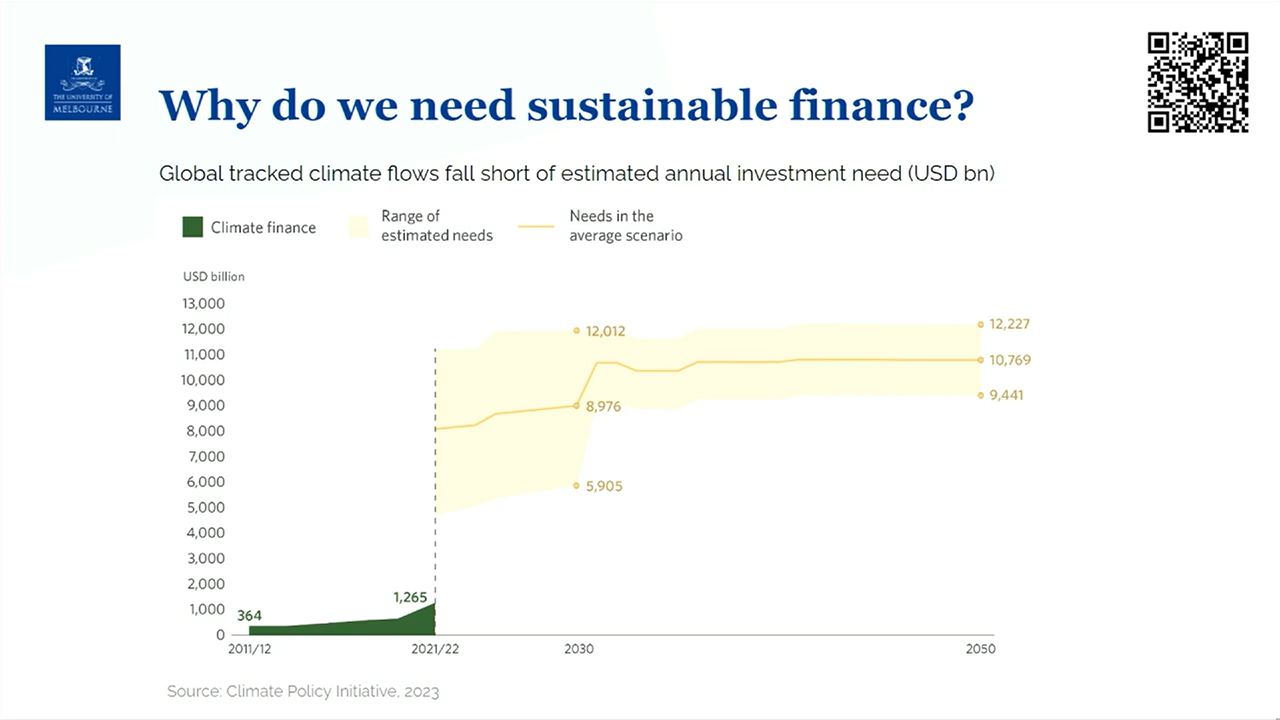 THE UNIVERSITY OF
MELBOURNE
Why do we need sustainable finance?
Global tracked climate flows fall short of estimated annual investment need (USD bn)
Climate finance
Range of
estimated needs
Needs in the
average scenario
USD billion
13,000
12,000
11,000
10,000
9,000
8,000
7,000
6,000
5,000
4,000
3,000
2,000
1,000
0
364
1,265
12,012
8,976
5,905
12,227
10,769
9,441
2011/12
2021/22
2030
2050
Source: Climate Policy Initiative, 2023